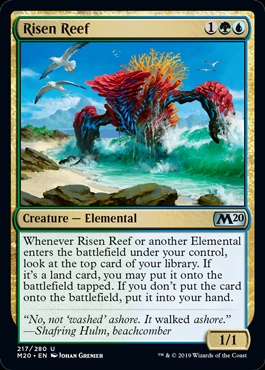 Risen Reef 1
Creature — Elemental M20
Whenever Risen Reef or another Elemental
enters the battlefield under your control,
look at the top card of your library. If
it's a land card, you may put it onto the
battlefield tapped. If you don't put the card
onto the battlefield, put it into your hand.
"No, not 'washed' ashore. It walked ashore."
—Shafring Hulm, beachcomber
1/1
217/280 U
M20 • EN Johan Grenier ™ & © 2019 Wizards of the Coast